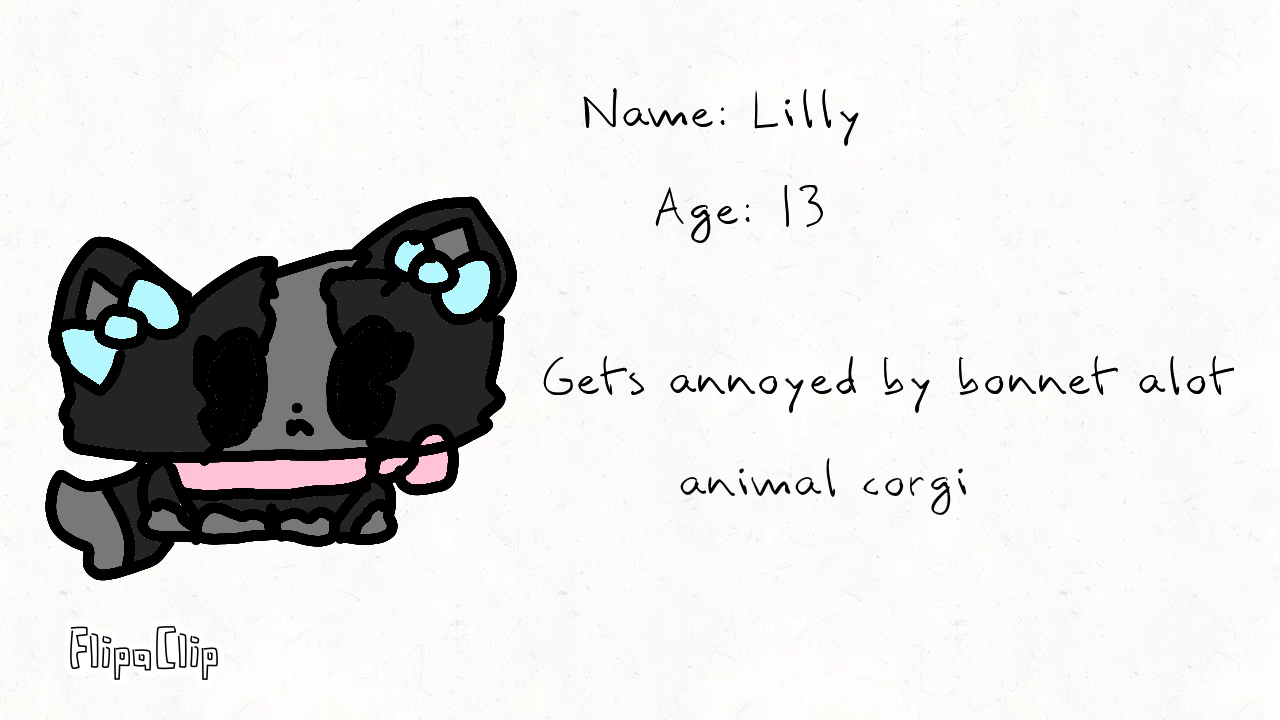 Name: Lilly
Age: 13
Gets annoyed by bonnet alot
animal corgi
FlipaClip